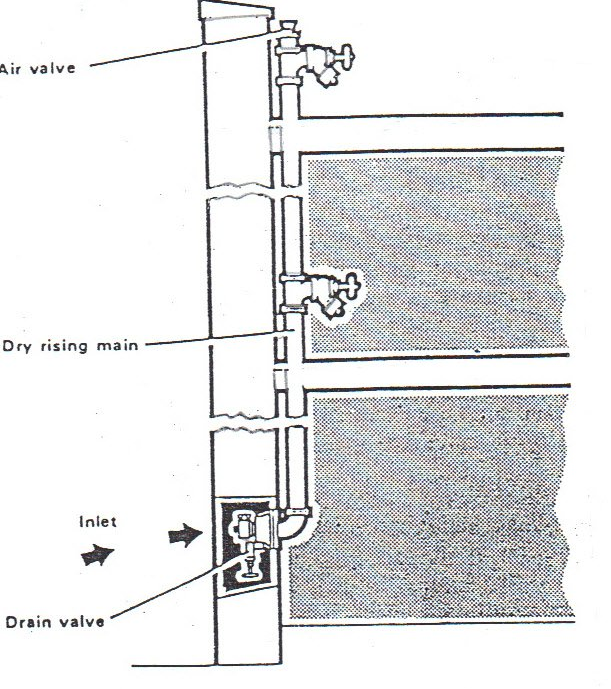 Air valve
Dry rising main
Inlet
Drain valve